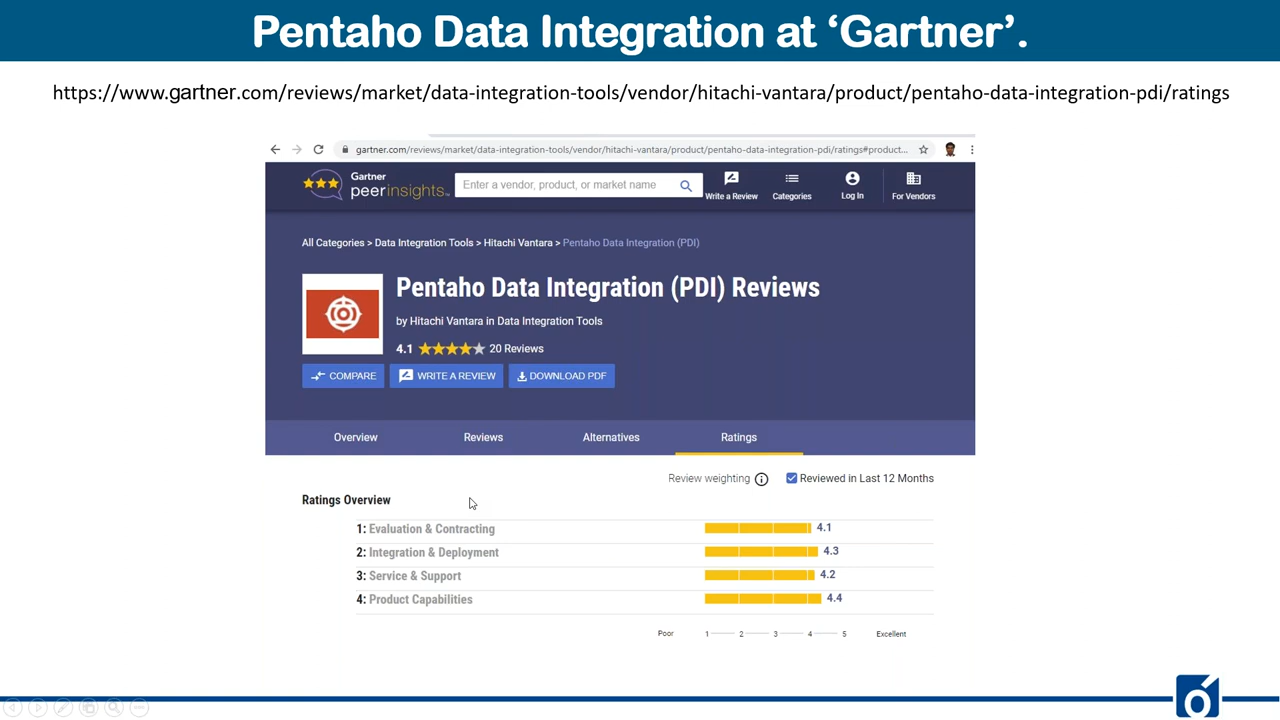 Pentaho Data Integration at ‘Gartner’.
https://www.gartner.com/reviews/market/data-integration-tools/vendor/hitachi-vantara/product/pentaho-data-integration-pdi/ratings
gartner.com/reviews/market/data-integration-tools/vendor/hitachi-vantara/product/pentaho-data-integration-pdi/ratings#product...
Gartner
peerinsights™
Enter a vendor, product, or market name
Write a Review
Categories
Log In
For Vendors
All Categories > Data Integration Tools > Hitachi Vantara > Pentaho Data Integration (PDI)
Pentaho Data Integration (PDI) Reviews
by Hitachi Vantara in Data Integration Tools
4.1 20 Reviews
COMPARE WRITE A REVIEW DOWNLOAD PDF
Overview Reviews Alternatives Ratings
Review weighting Reviewed in Last 12 Months
Ratings Overview
1: Evaluation & Contracting 4.1
2: Integration & Deployment 4.3
3: Service & Support 4.2
4: Product Capabilities 4.4
Poor 1 2 3 4 5 Excellent